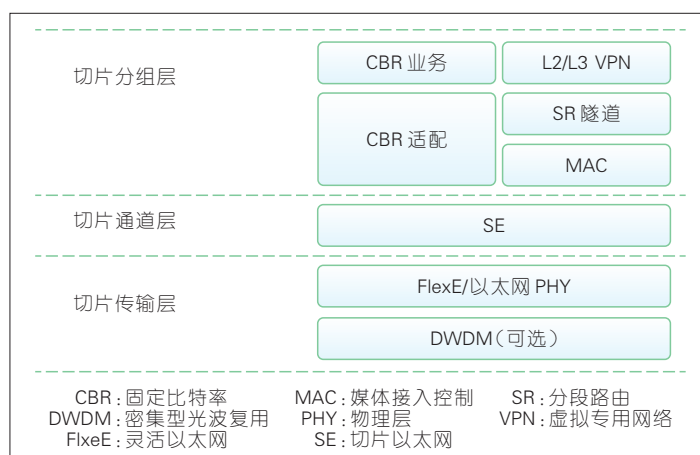 切片分组层
CBR 业务
L2/L3 VPN
CBR 适配
SR 隧道
MAC
切片通道层
SE
切片传输层
FlexE/以太网 PHY
DWDM(可选)
CBR:固定比特率 MAC:媒体接入控制 SR:分段路由
DWDM:密集型光波复用 PHY:物理层 VPN:虚拟专用网络
FlxeE:灵活以太网 SE:切片以太网